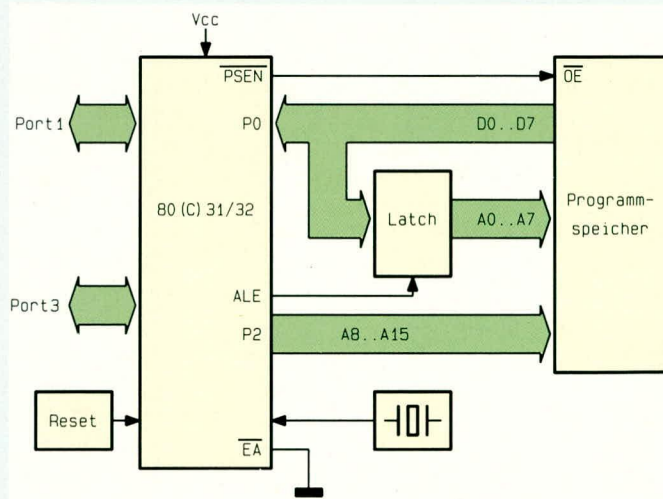 Vcc
PSEN
OE
Port1
P0
D0..D7
80(C)31/32
Latch
A0..A7
Programm-
speicher
ALE
Port3
P2
A8..A15
Reset
EA